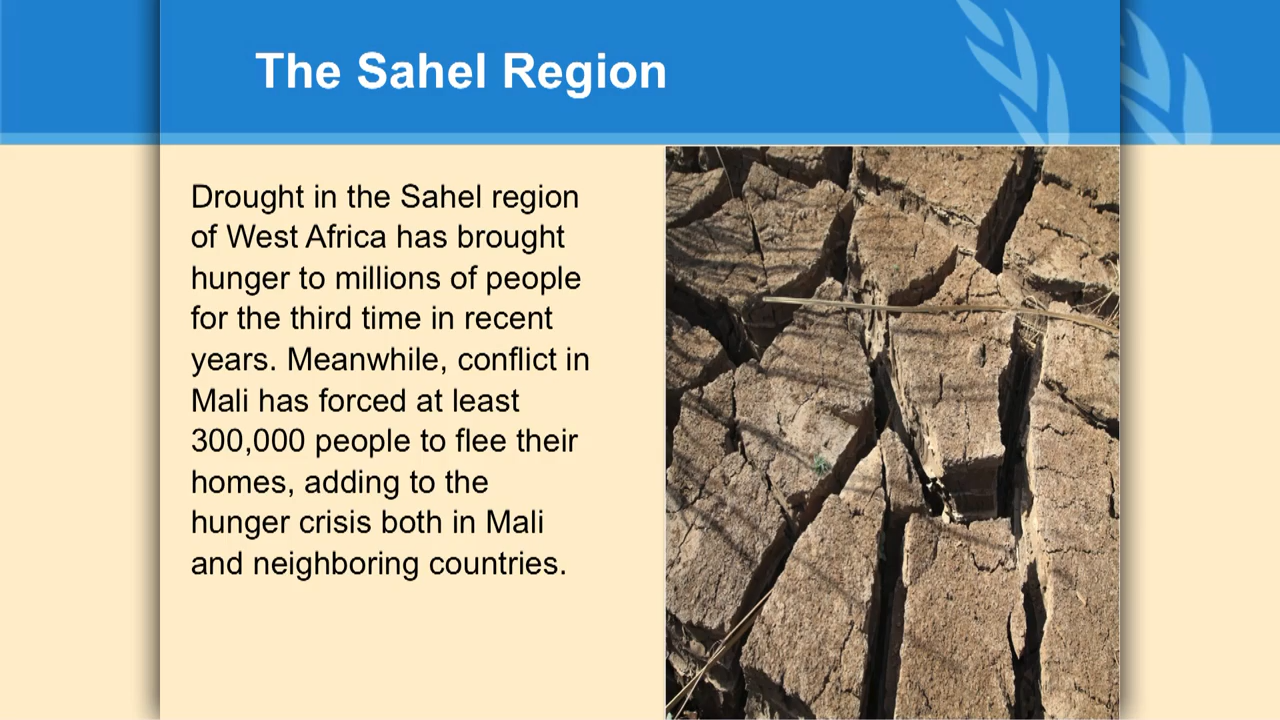 The Sahel Region
Drought in the Sahel region
of West Africa has brought
hunger to millions of people
for the third time in recent
years. Meanwhile, conflict in
Mali has forced at least
300,000 people to flee their
homes, adding to the
hunger crisis both in Mali
and neighboring countries.